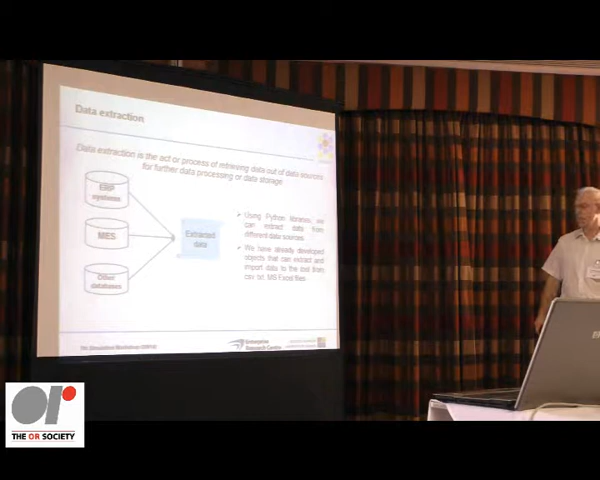 Data extraction
Data extraction is the act or process of retrieving data out of data sources
for further data processing or data storage
ERP
systems
MES
Other
databases
Extracted
data
Using Python libraries, we
can extract data from
different data sources
We have already developed
objects that can extract and
import data to the tool from
csv, txt, MS Excel files
Enterprise
Research Centre
THE OR SOCIETY